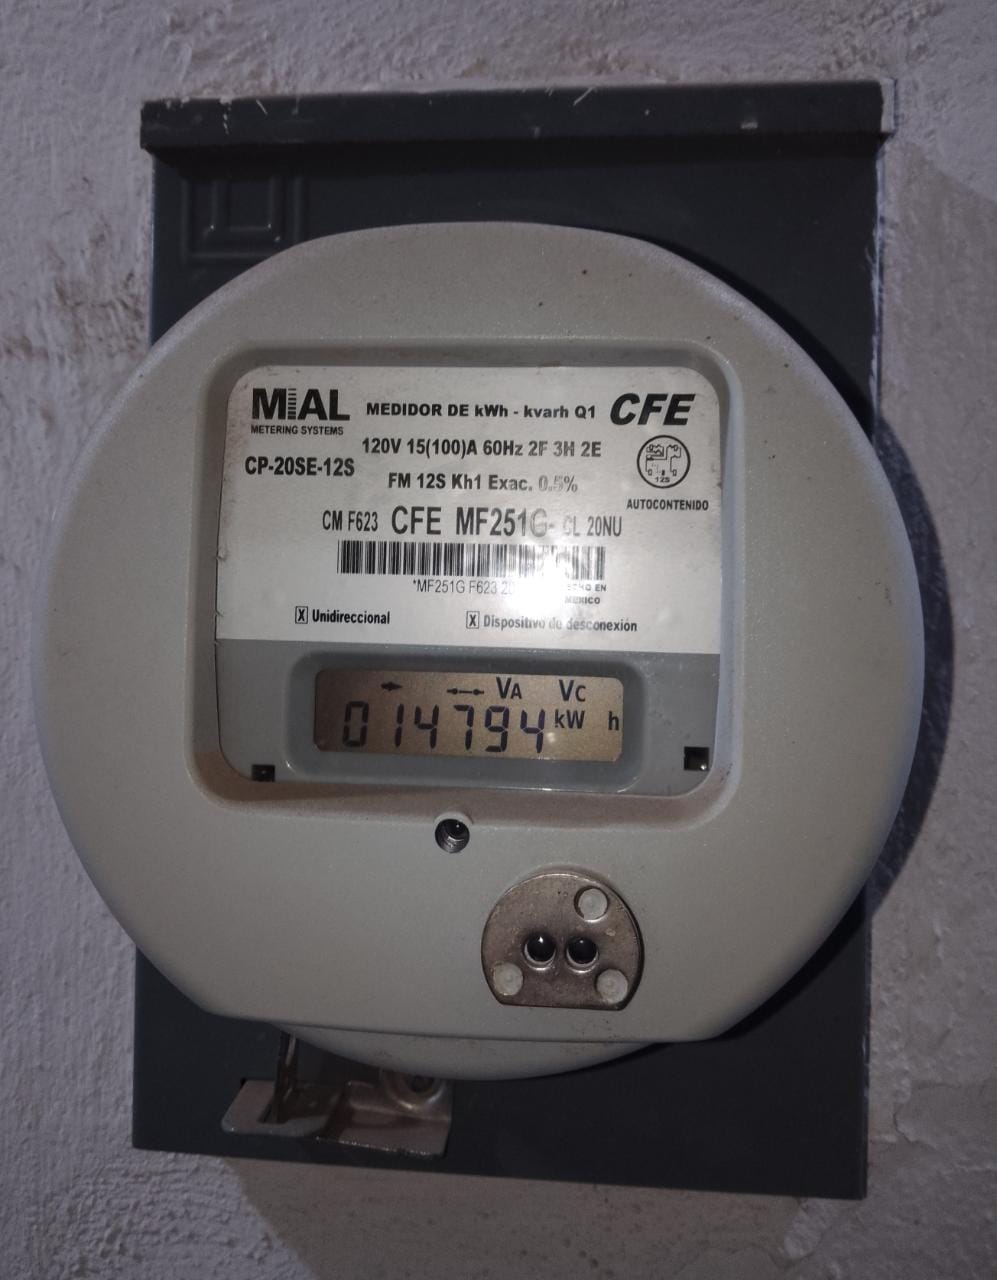 MIAL
METERING SYSTEMS
MEDIDOR DE kWh - kvarh Q1
CFE
120V 15(100)A 60Hz 2F 3H 2E
CP-20SE-12S
FM 12S Kh1 Exac. 0.5%
12S
AUTOCONTENIDO
CM F623 CFE MF251G- CL 20NU
*MF251G F623 20
MEXICO
X Unidireccional
X Dispositivo de desconexión
VA VC
014794 kW h